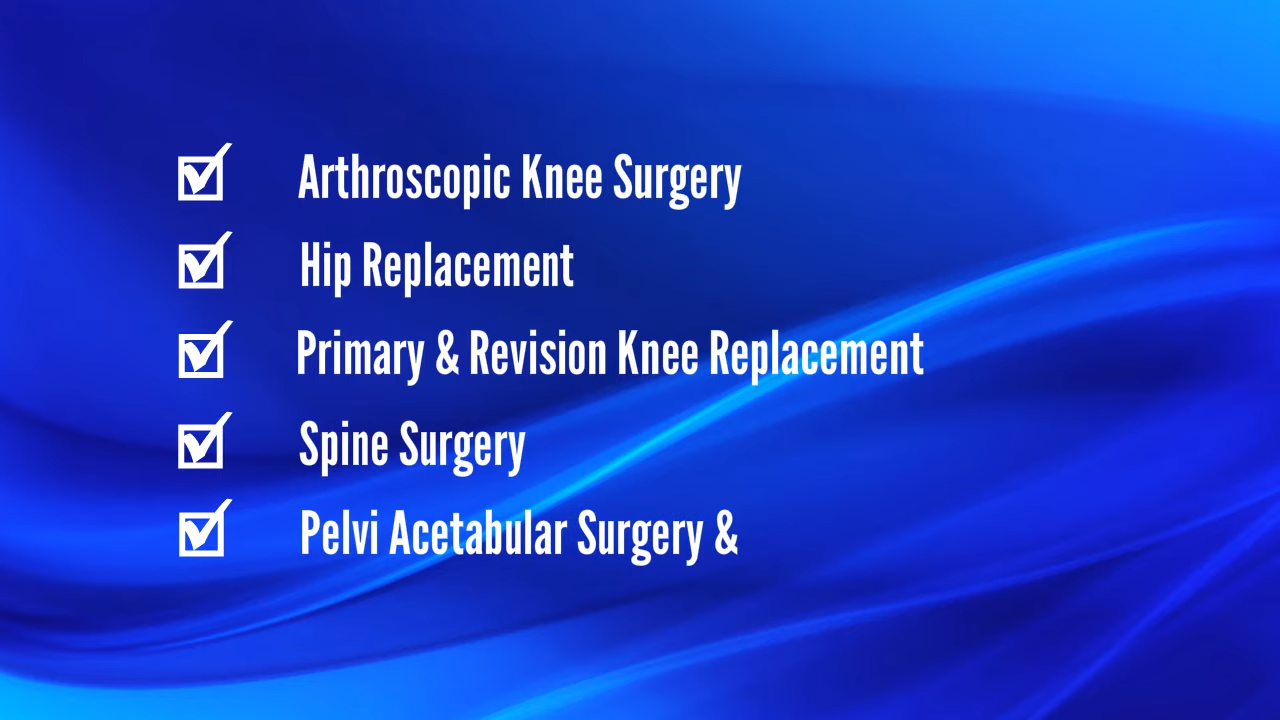 Arthroscopic Knee Surgery
Hip Replacement
Primary & Revision Knee Replacement
Spine Surgery
Pelvi Acetabular Surgery &